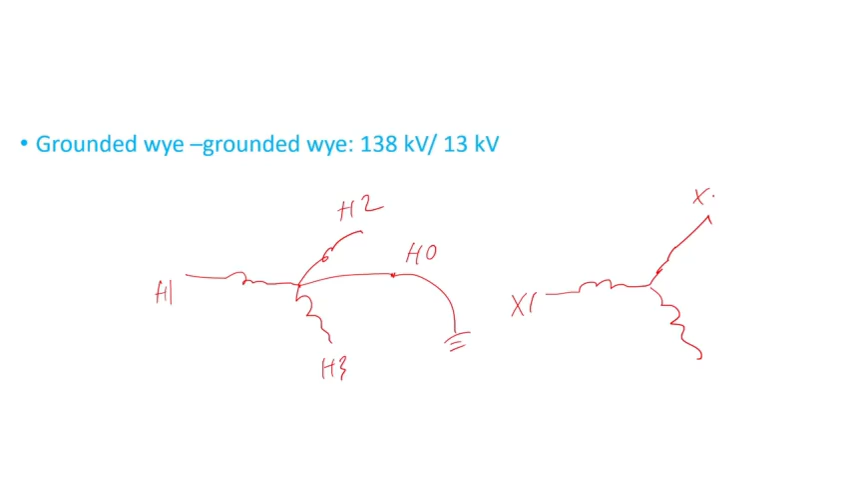 • Grounded wye –grounded wye: 138 kV/ 13 kV
H2
X
H0
H1
X1
H3